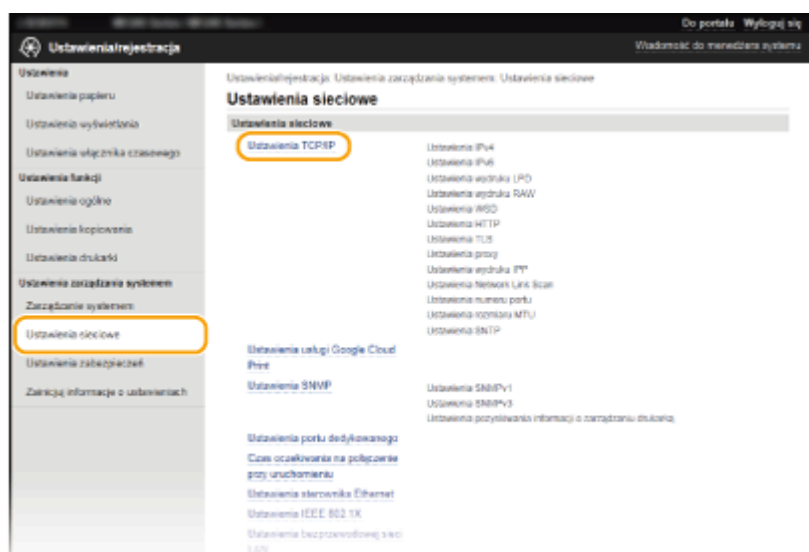 Do portalu Wyloguj się
Ustawienia/rejestracja
Wiadomość do menedżera systemu
Ustawienia
Ustawienia papieru
Ustawienia wyświetlania
Ustawienia włącznika czasowego
Ustawienia funkcji
Ustawienia ogólne
Ustawienia kopiowania
Ustawienia drukarki
Ustawienia zarządzania systemem
Zarządzanie systemem
Ustawienia sieciowe
Ustawienia zabezpieczeń
Zainicjuj informacje o ustawieniach
Ustawienia/rejestracja: Ustawienia zarządzania systemem: Ustawienia sieciowe
Ustawienia sieciowe
Ustawienia sieciowe
Ustawienia TCP/IP
Ustawienia IPv4
Ustawienia IPv6
Ustawienia wydruku LPD
Ustawienia wydruku RAW
Ustawienia WSD
Ustawienia HTTP
Ustawienia TLS
Ustawienia proxy
Ustawienia wydruku IPP
Ustawienia Network Link Scan
Ustawienia numeru portu
Ustawienia rozmiaru MTU
Ustawienia SNTP
Ustawienia usługi Google Cloud
Print
Ustawienia SNMP
Ustawienia SNMPv1
Ustawienia SNMPv3
Ustawienia pozyskiwania informacji o zarządzaniu drukarką
Ustawienia portu dedykowanego
Czas oczekiwania na połączenie
przy uruchomieniu
Ustawienia sterownika Ethernet
Ustawienia IEEE 802.1X
Ustawienia bezprzewodowej sieci
LAN